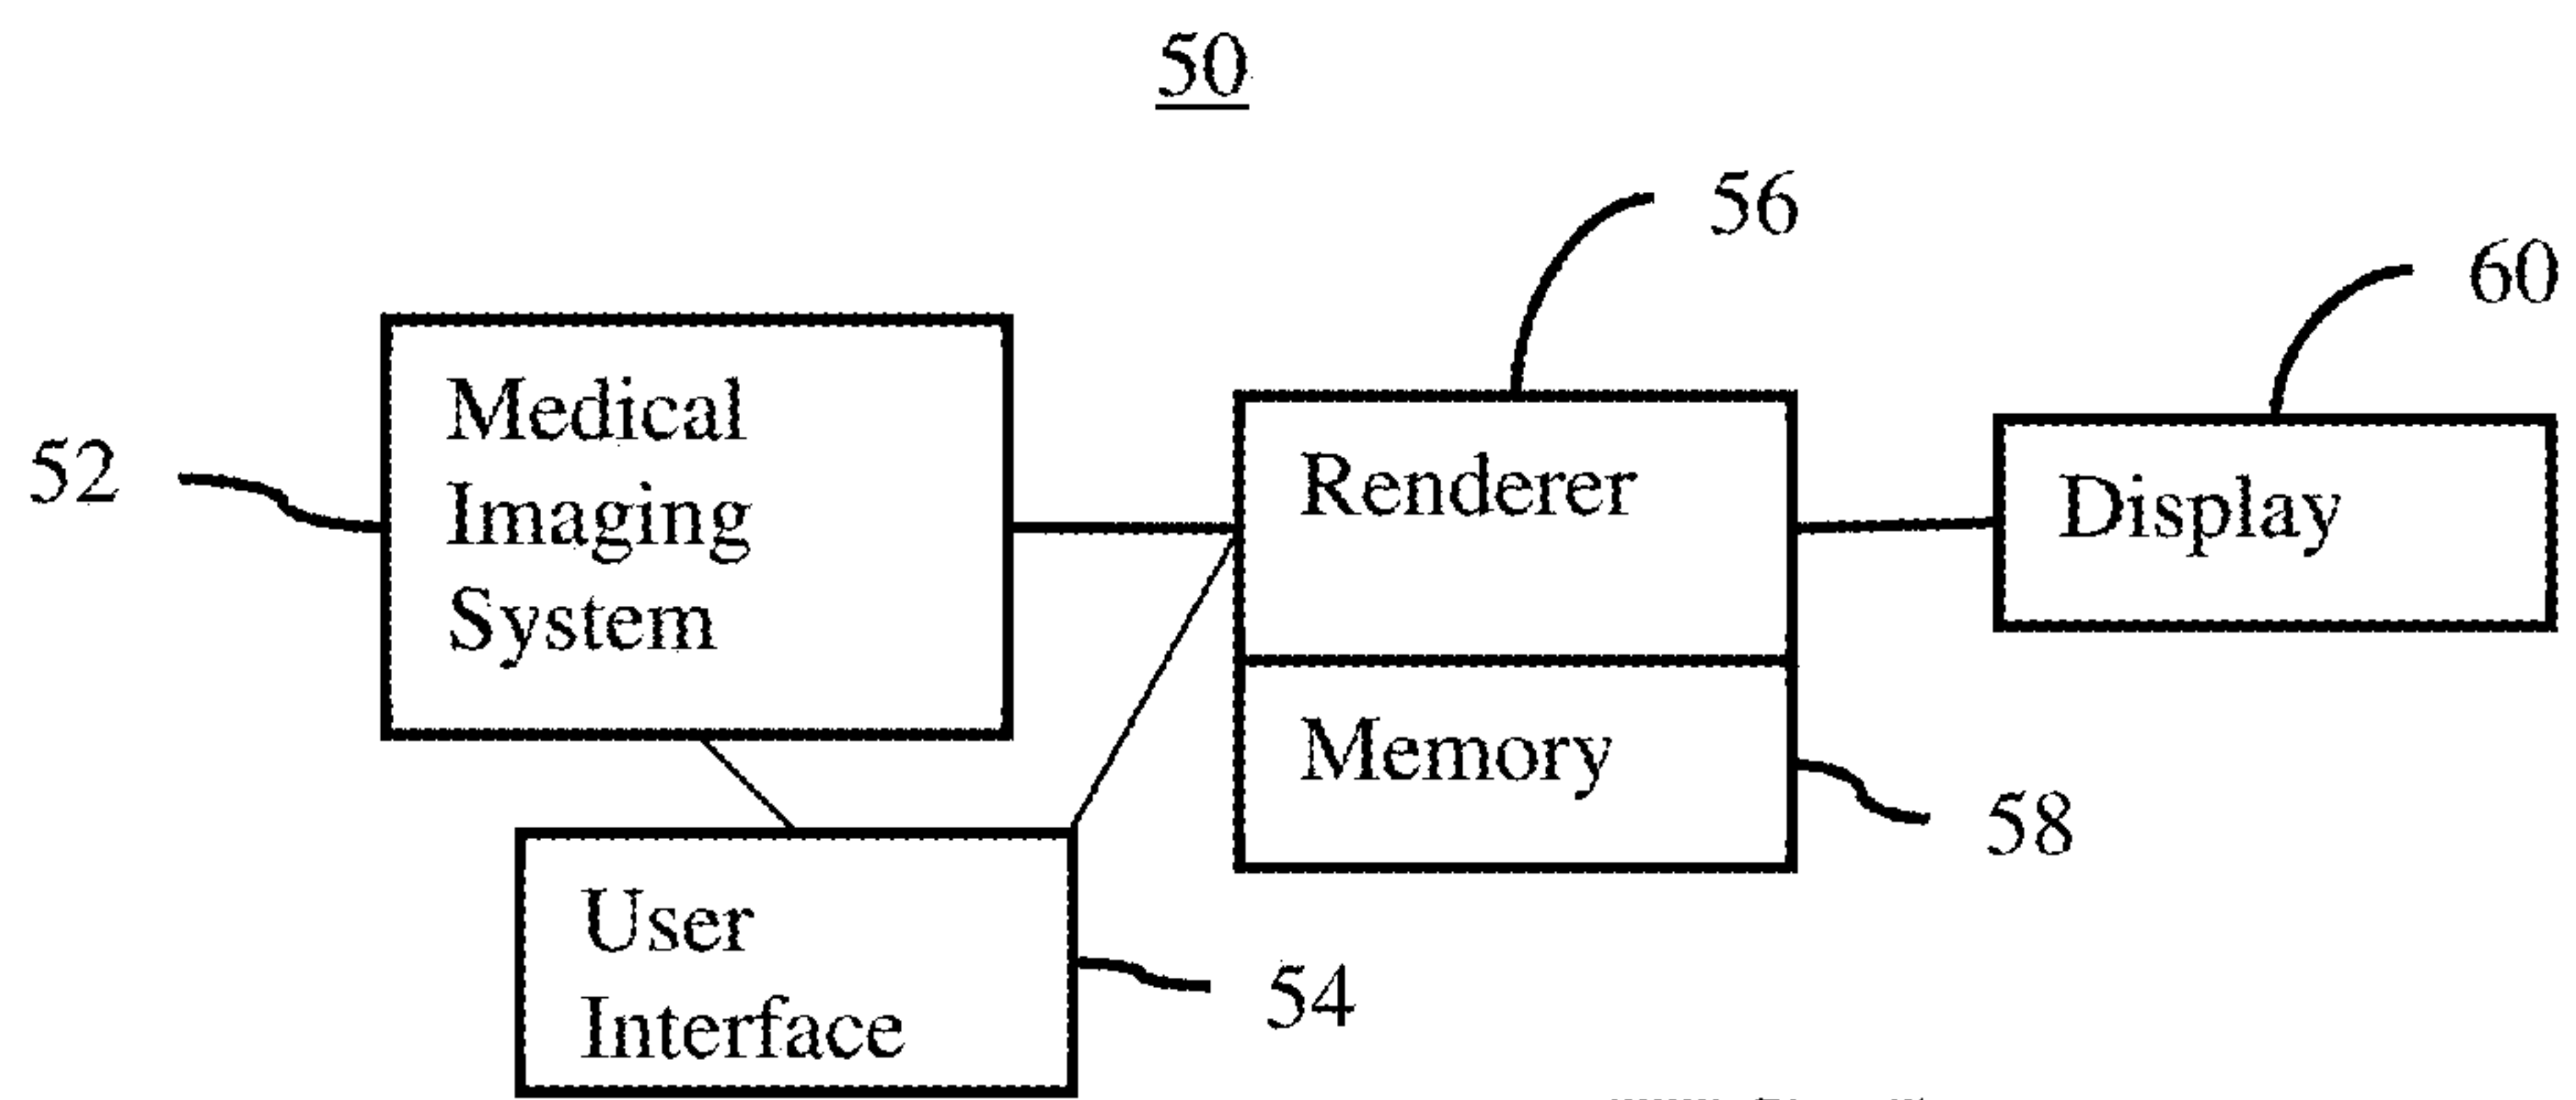 50
56
60
Medical
Imaging
System
52
Renderer
Display
Memory
58
User
Interface
54